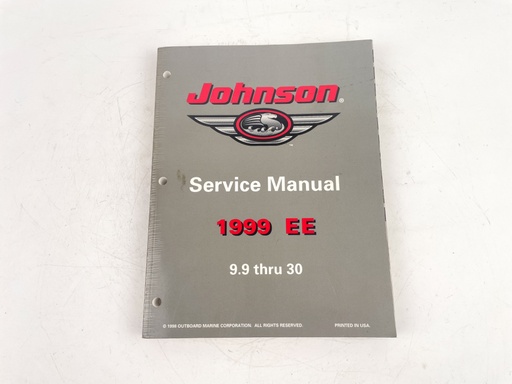 Johnson®
Service Manual
1999 EE
9.9 thru 30
© 1998 OUTBOARD MARINE CORPORATION. ALL RIGHTS RESERVED. PRINTED IN USA.